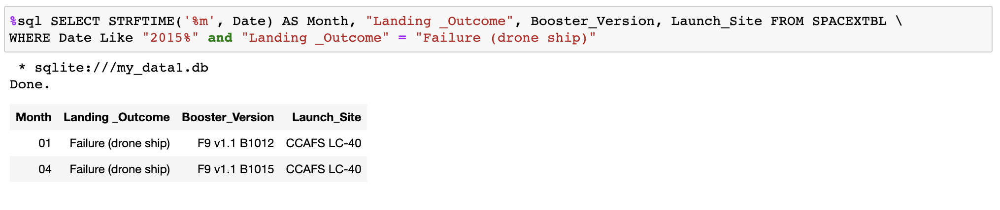 %sql SELECT STRFTIME('%m', Date) AS Month, "Landing _Outcome", Booster_Version, Launch_Site FROM SPACEXTBL \
WHERE Date Like "2015%" and "Landing _Outcome" = "Failure (drone ship)"
* sqlite:///my_data1.db
Done.
Month Landing _Outcome Booster_Version Launch_Site
01 Failure (drone ship) F9 v1.1 B1012 CCAFS LC-40
04 Failure (drone ship) F9 v1.1 B1015 CCAFS LC-40